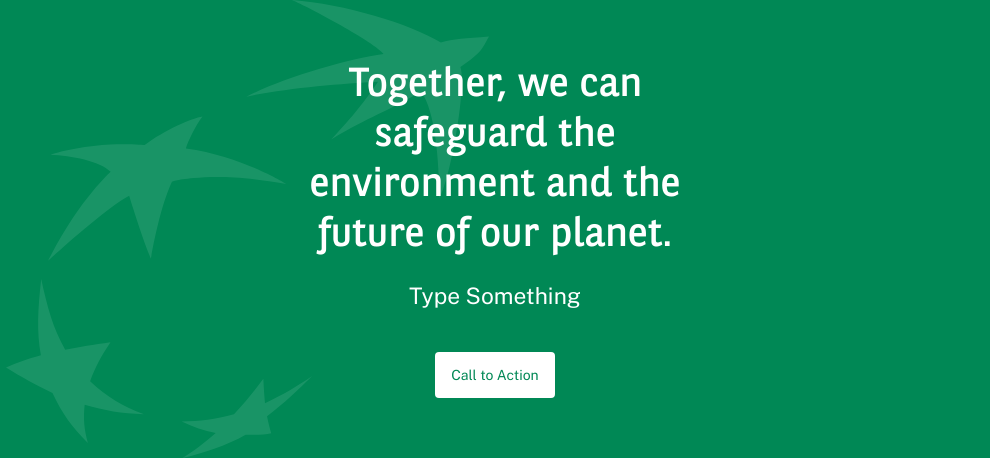 Together, we can
safeguard the
environment and the
future of our planet.
Type Something
Call to Action